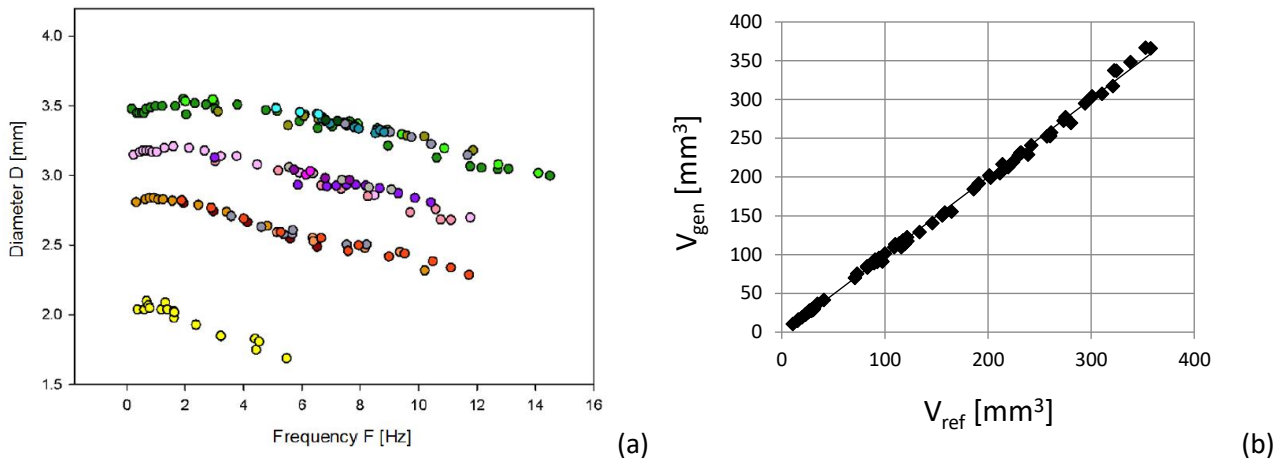 4.0
3.5
3.0
2.5
2.0
1.5
Diameter D [mm]
0 2 4 6 8 10 12 14 16
Frequency F [Hz]
(a)
400
350
300
250
200
150
100
50
0
V_gen [mm³]
0 100 200 300 400
V_ref [mm³]
(b)